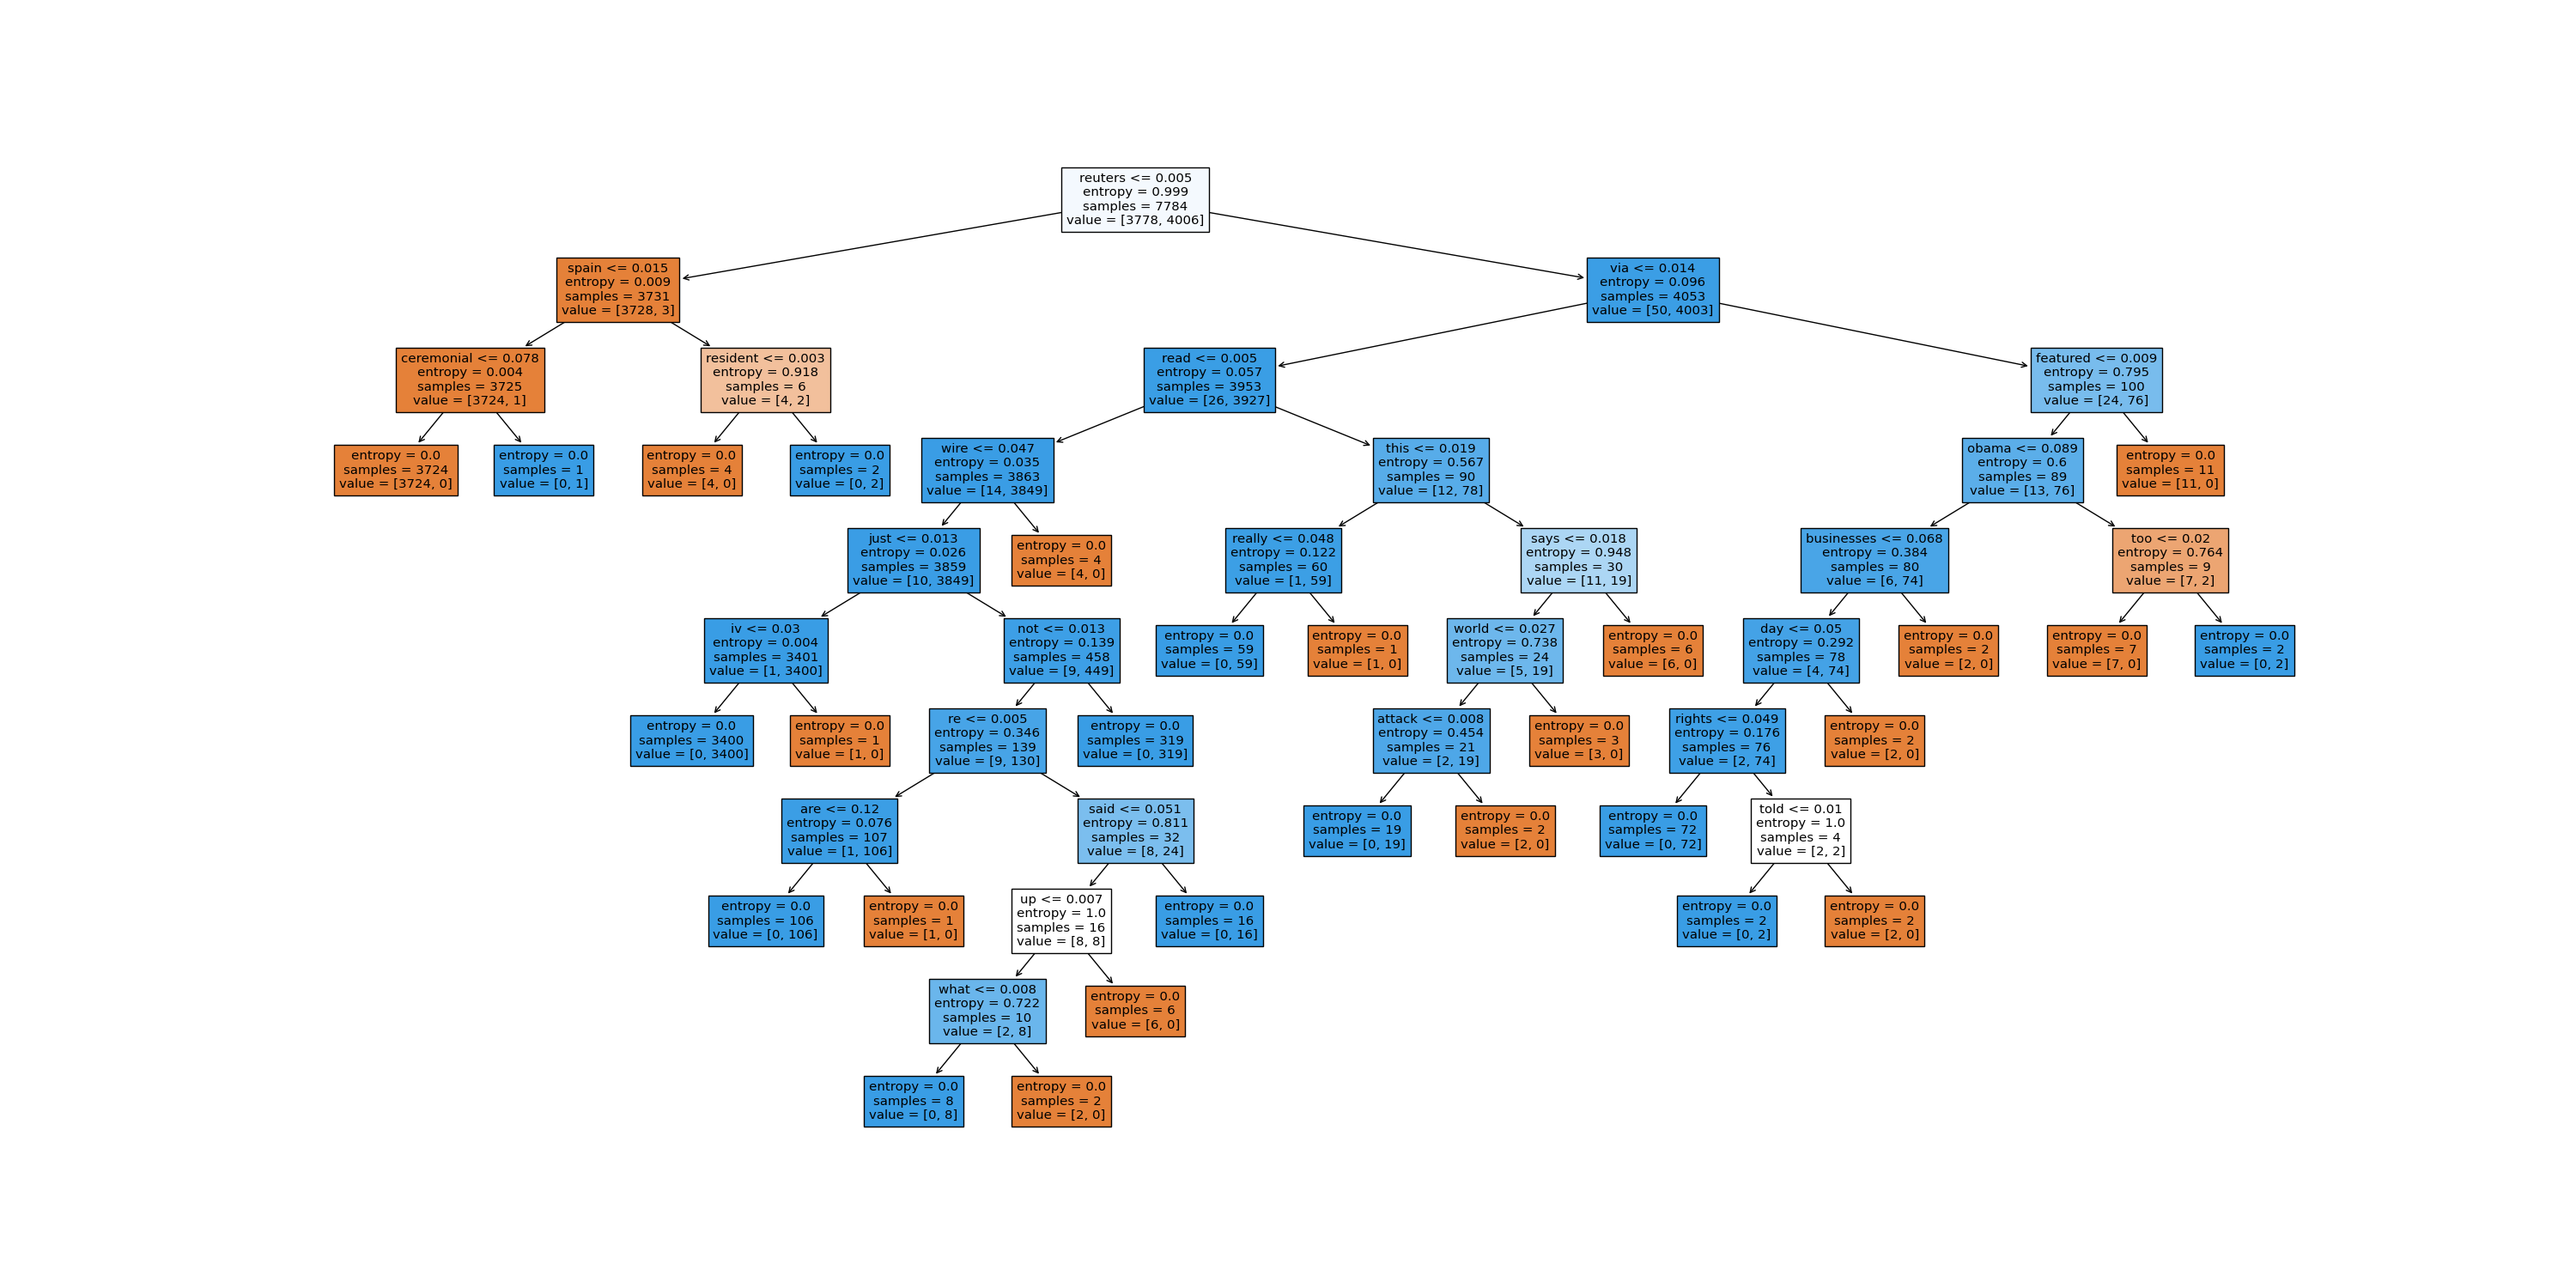 reuters <= 0.005
entropy = 0.999
samples = 7784
value = [3778, 4006]
spain <= 0.015
entropy = 0.009
samples = 3731
value = [3728, 3]
via <= 0.014
entropy = 0.096
samples = 4053
value = [50, 4003]
ceremonial <= 0.078
entropy = 0.004
samples = 3725
value = [3724, 1]
resident <= 0.003
entropy = 0.918
samples = 6
value = [4, 2]
read <= 0.005
entropy = 0.057
samples = 3953
value = [26, 3927]
featured <= 0.009
entropy = 0.795
samples = 100
value = [24, 76]
entropy = 0.0
samples = 3724
value = [3724, 0]
entropy = 0.0
samples = 1
value = [0, 1]
entropy = 0.0
samples = 4
value = [4, 0]
entropy = 0.0
samples = 2
value = [0, 2]
wire <= 0.047
entropy = 0.035
samples = 3863
value = [14, 3849]
this <= 0.019
entropy = 0.567
samples = 90
value = [12, 78]
obama <= 0.089
entropy = 0.6
samples = 89
value = [13, 76]
entropy = 0.0
samples = 11
value = [11, 0]
just <= 0.013
entropy = 0.026
samples = 3859
value = [10, 3849]
entropy = 0.0
samples = 4
value = [4, 0]
really <= 0.048
entropy = 0.122
samples = 60
value = [1, 59]
says <= 0.018
entropy = 0.948
samples = 30
value = [11, 19]
businesses <= 0.068
entropy = 0.384
samples = 80
value = [6, 74]
too <= 0.02
entropy = 0.764
samples = 9
value = [7, 2]
iv <= 0.03
entropy = 0.004
samples = 3401
value = [1, 3400]
not <= 0.013
entropy = 0.139
samples = 458
value = [9, 449]
entropy = 0.0
samples = 59
value = [0, 59]
entropy = 0.0
samples = 1
value = [1, 0]
world <= 0.027
entropy = 0.738
samples = 24
value = [5, 19]
entropy = 0.0
samples = 6
value = [6, 0]
day <= 0.05
entropy = 0.292
samples = 78
value = [4, 74]
entropy = 0.0
samples = 2
value = [2, 0]
entropy = 0.0
samples = 7
value = [7, 0]
entropy = 0.0
samples = 2
value = [0, 2]
entropy = 0.0
samples = 3400
value = [0, 3400]
entropy = 0.0
samples = 1
value = [1, 0]
re <= 0.005
entropy = 0.346
samples = 139
value = [9, 130]
entropy = 0.0
samples = 319
value = [0, 319]
attack <= 0.008
entropy = 0.454
samples = 21
value = [2, 19]
entropy = 0.0
samples = 3
value = [3, 0]
rights <= 0.049
entropy = 0.176
samples = 76
value = [2, 74]
entropy = 0.0
samples = 2
value = [2, 0]
are <= 0.12
entropy = 0.076
samples = 107
value = [1, 106]
said <= 0.051
entropy = 0.811
samples = 32
value = [8, 24]
entropy = 0.0
samples = 19
value = [0, 19]
entropy = 0.0
samples = 2
value = [2, 0]
entropy = 0.0
samples = 72
value = [0, 72]
told <= 0.01
entropy = 1.0
samples = 4
value = [2, 2]
entropy = 0.0
samples = 106
value = [0, 106]
entropy = 0.0
samples = 1
value = [1, 0]
up <= 0.007
entropy = 1.0
samples = 16
value = [8, 8]
entropy = 0.0
samples = 16
value = [0, 16]
entropy = 0.0
samples = 2
value = [0, 2]
entropy = 0.0
samples = 2
value = [2, 0]
what <= 0.008
entropy = 0.722
samples = 10
value = [2, 8]
entropy = 0.0
samples = 6
value = [6, 0]
entropy = 0.0
samples = 8
value = [0, 8]
entropy = 0.0
samples = 2
value = [2, 0]